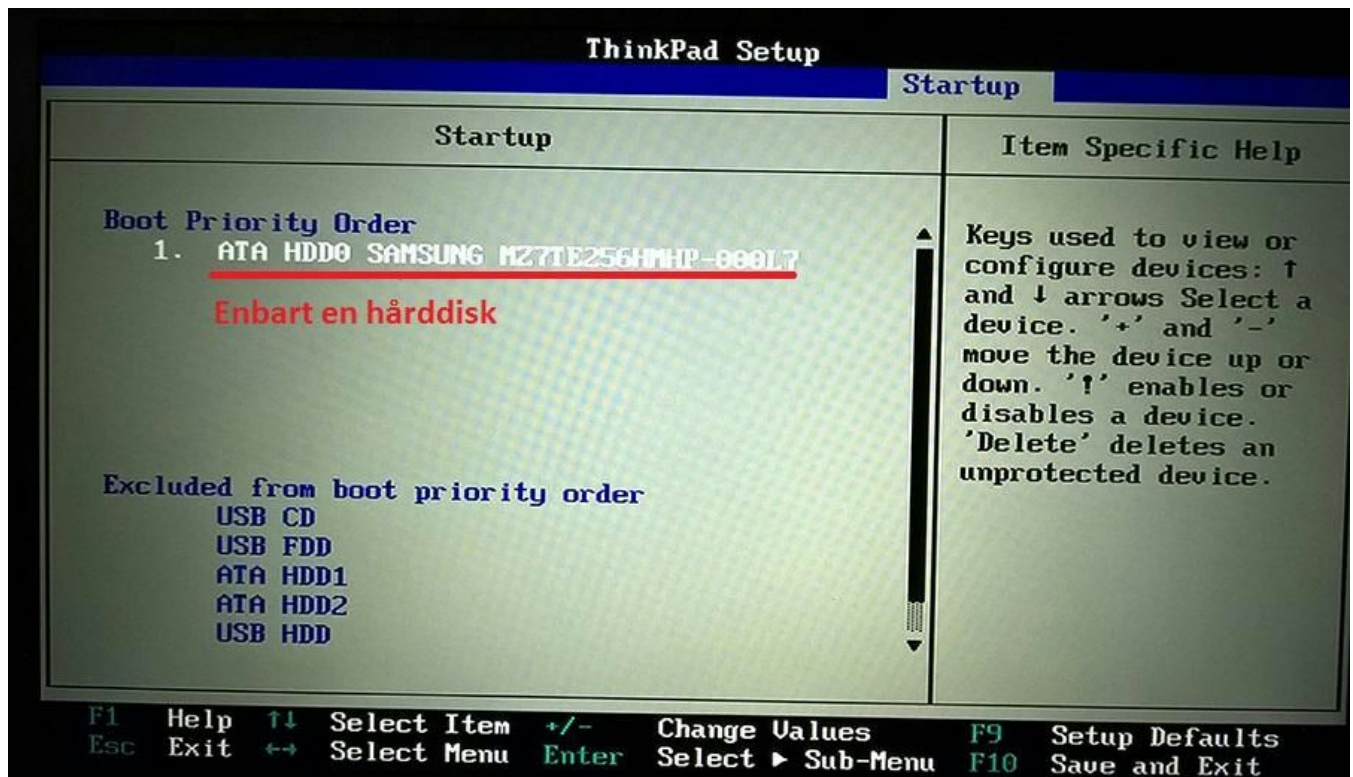 ThinkPad Setup
Startup
Startup
Boot Priority Order
1. ATA HDD0 SAMSUNG MZ7TE256HMHP-000L7
Enbart en hårddisk
Excluded from boot priority order
USB CD
USB FDD
ATA HDD1
ATA HDD2
USB HDD
Item Specific Help
Keys used to view or
configure devices: ↑
and ↓ arrows Select a
device. '+' and '-'
move the device up or
down. '!' enables or
disables a device.
'Delete' deletes an
unprotected device.
F1 Help ↑↓ Select Item +/- Change Values F9 Setup Defaults
Esc Exit ←→ Select Menu Enter Select ▶ Sub-Menu F10 Save and Exit